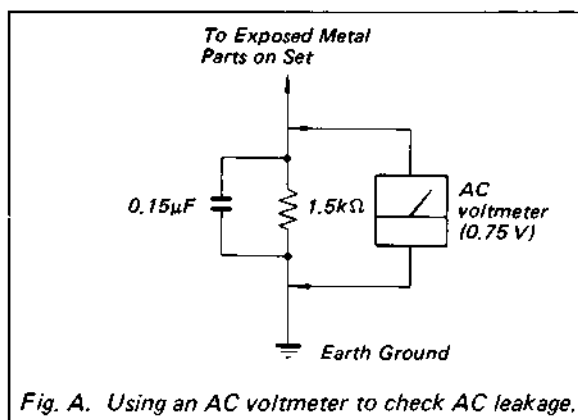 To Exposed Metal
Parts on Set
0.15µF
1.5kΩ
AC
voltmeter
(0.75 V)
Earth Ground
Fig. A. Using an AC voltmeter to check AC leakage.